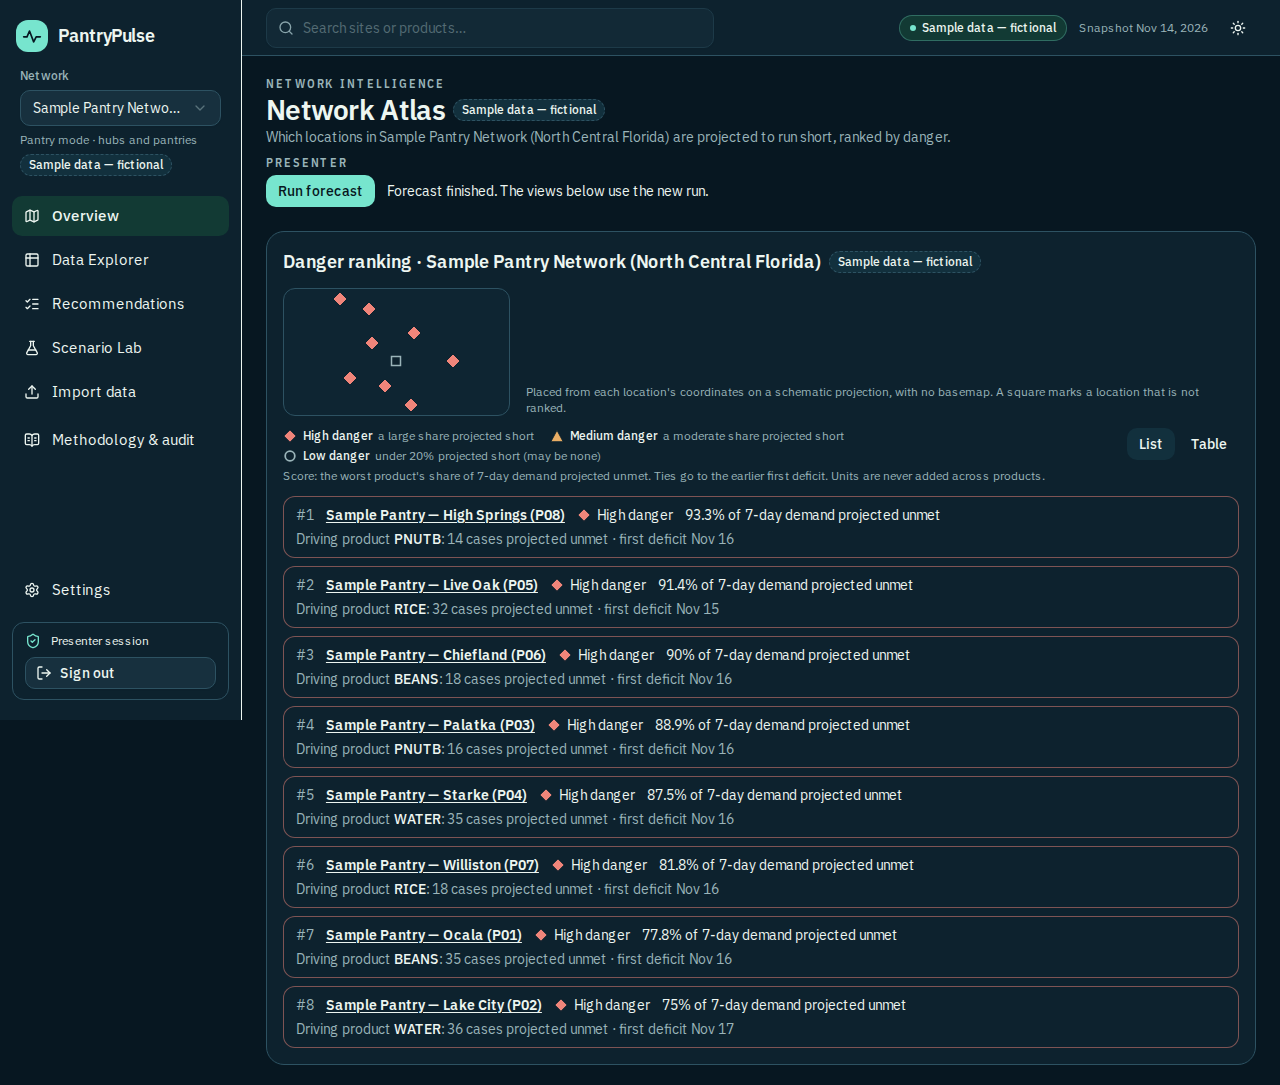 PantryPulse
Network
Sample Pantry Netwo...
Pantry mode · hubs and pantries
Sample data — fictional
Overview
Data Explorer
Recommendations
Scenario Lab
Import data
Methodology & audit
Settings
Presenter session
Sign out
Search sites or products...
Sample data — fictional
Snapshot Nov 14, 2026
NETWORK INTELLIGENCE
Network Atlas
Sample data — fictional
Which locations in Sample Pantry Network (North Central Florida) are projected to run short, ranked by danger.
PRESENTER
Run forecast
Forecast finished. The views below use the new run.
Danger ranking · Sample Pantry Network (North Central Florida)
Sample data — fictional
Placed from each location's coordinates on a schematic projection, with no basemap. A square marks a location that is not
ranked.
High danger a large share projected short
Medium danger a moderate share projected short
Low danger under 20% projected short (may be none)
List
Table
Score: the worst product's share of 7-day demand projected unmet. Ties go to the earlier first deficit. Units are never added across products.
#1 Sample Pantry — High Springs (P08) High danger 93.3% of 7-day demand projected unmet
Driving product PNUTB: 14 cases projected unmet · first deficit Nov 16
#2 Sample Pantry — Live Oak (P05) High danger 91.4% of 7-day demand projected unmet
Driving product RICE: 32 cases projected unmet · first deficit Nov 15
#3 Sample Pantry — Chiefland (P06) High danger 90% of 7-day demand projected unmet
Driving product BEANS: 18 cases projected unmet · first deficit Nov 16
#4 Sample Pantry — Palatka (P03) High danger 88.9% of 7-day demand projected unmet
Driving product PNUTB: 16 cases projected unmet · first deficit Nov 16
#5 Sample Pantry — Starke (P04) High danger 87.5% of 7-day demand projected unmet
Driving product WATER: 35 cases projected unmet · first deficit Nov 16
#6 Sample Pantry — Williston (P07) High danger 81.8% of 7-day demand projected unmet
Driving product RICE: 18 cases projected unmet · first deficit Nov 16
#7 Sample Pantry — Ocala (P01) High danger 77.8% of 7-day demand projected unmet
Driving product BEANS: 35 cases projected unmet · first deficit Nov 16
#8 Sample Pantry — Lake City (P02) High danger 75% of 7-day demand projected unmet
Driving product WATER: 36 cases projected unmet · first deficit Nov 17